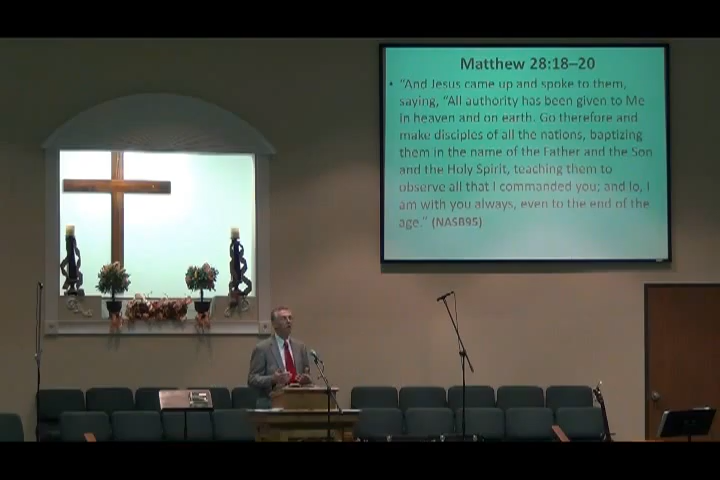 Matthew 28:18–20
• “And Jesus came up and spoke to them,
saying, “All authority has been given to Me
in heaven and on earth. Go therefore and
make disciples of all the nations, baptizing
them in the name of the Father and the Son
and the Holy Spirit, teaching them to
observe all that I commanded you; and lo, I
am with you always, even to the end of the
age.” (NASB95)